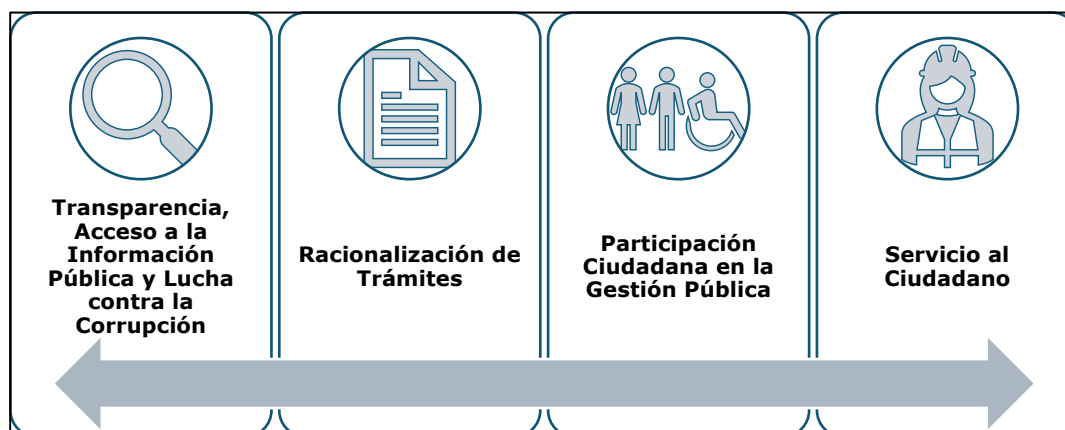 Transparencia,
Acceso a la
Información
Pública y Lucha
contra la
Corrupción
Racionalización de
Trámites
Participación
Ciudadana en la
Gestión Pública
Servicio al
Ciudadano